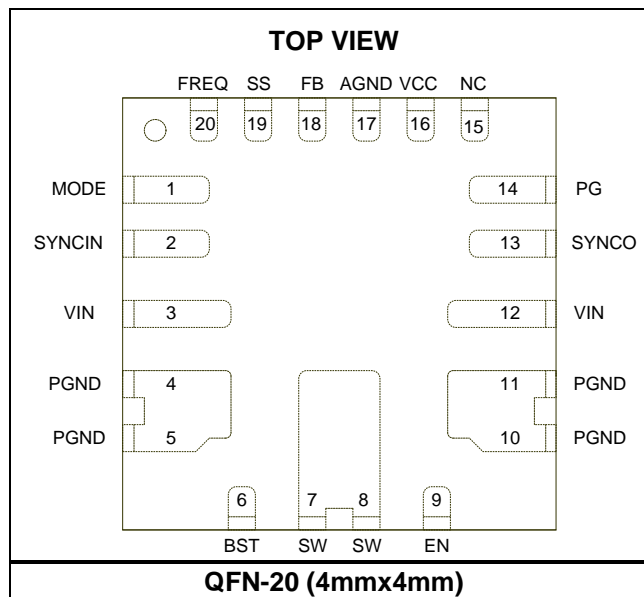 TOP VIEW
FREQ SS FB AGND VCC NC
20 19 18 17 16 15
MODE 1 14 PG
SYNCIN 2 13 SYNCO
VIN 3 12 VIN
PGND 4 11 PGND
PGND 5 10 PGND
6 7 8 9
BST SW SW EN
QFN-20 (4mmx4mm)